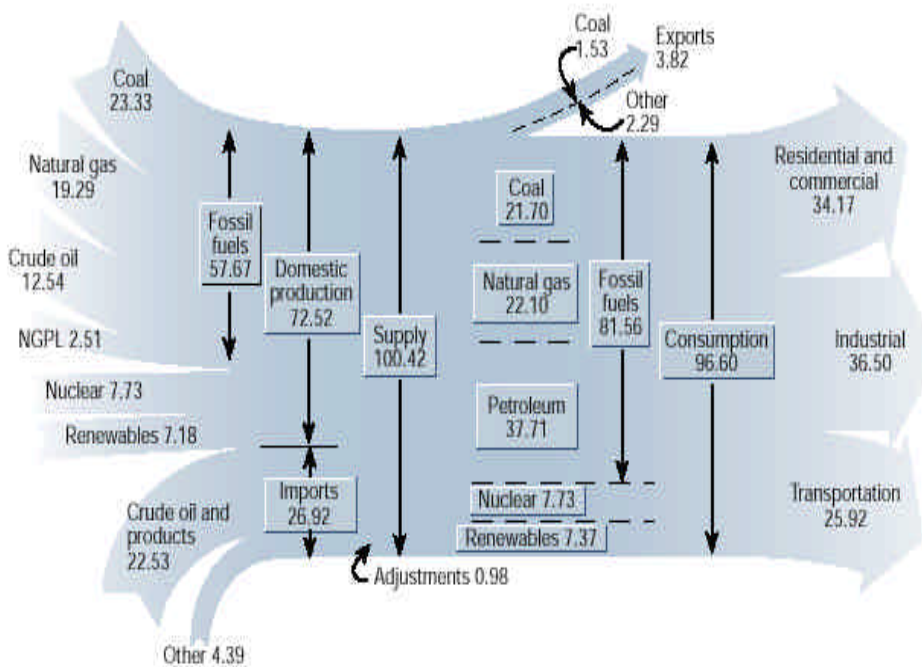 Coal
23.33
Natural gas
19.29
Crude oil
12.54
NGPL 2.51
Nuclear 7.73
Renewables 7.18
Crude oil and
products
22.53
Other 4.39
Fossil
fuels
57.67
Domestic
production
72.52
Imports
26.92
Supply
100.42
Adjustments 0.98
Coal
1.53
Exports
3.82
Other
2.29
Coal
21.70
Natural gas
22.10
Petroleum
37.71
Nuclear 7.73
Renewables 7.37
Fossil
fuels
81.56
Consumption
96.60
Residential and
commercial
34.17
Industrial
36.50
Transportation
25.92